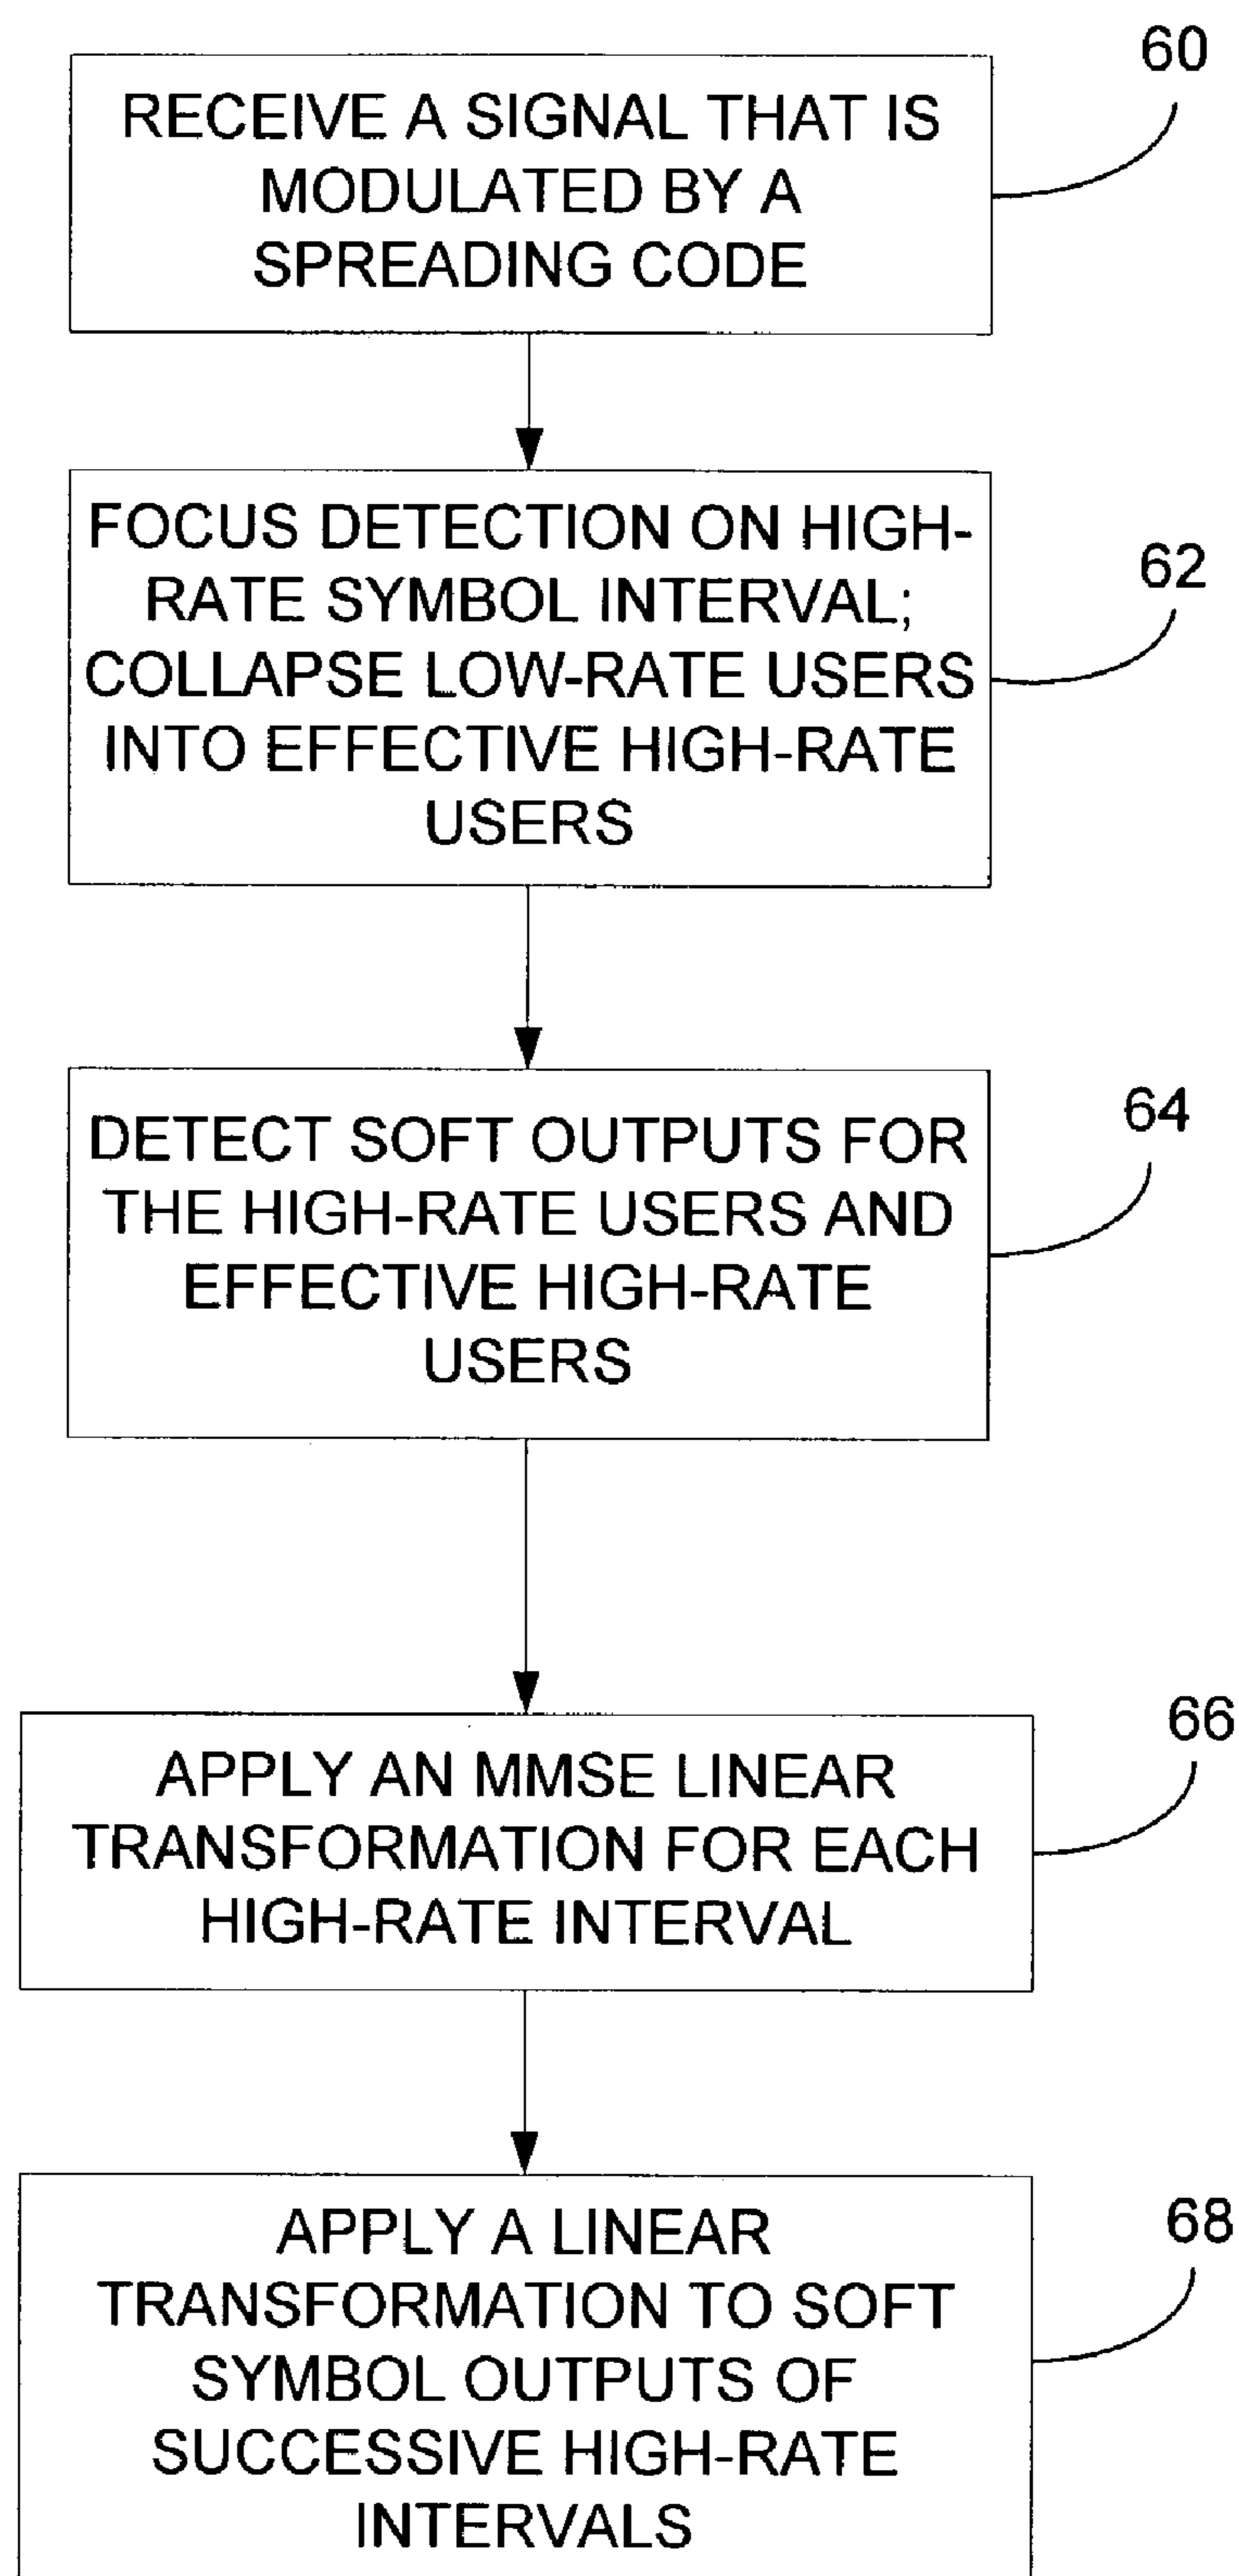 60
RECEIVE A SIGNAL THAT IS
MODULATED BY A
SPREADING CODE
FOCUS DETECTION ON HIGH-
RATE SYMBOL INTERVAL;
COLLAPSE LOW-RATE USERS
INTO EFFECTIVE HIGH-RATE
USERS
62
DETECT SOFT OUTPUTS FOR
THE HIGH-RATE USERS AND
EFFECTIVE HIGH-RATE
USERS
64
APPLY AN MMSE LINEAR
TRANSFORMATION FOR EACH
HIGH-RATE INTERVAL
66
APPLY A LINEAR
TRANSFORMATION TO SOFT
SYMBOL OUTPUTS OF
SUCCESSIVE HIGH-RATE
INTERVALS
68